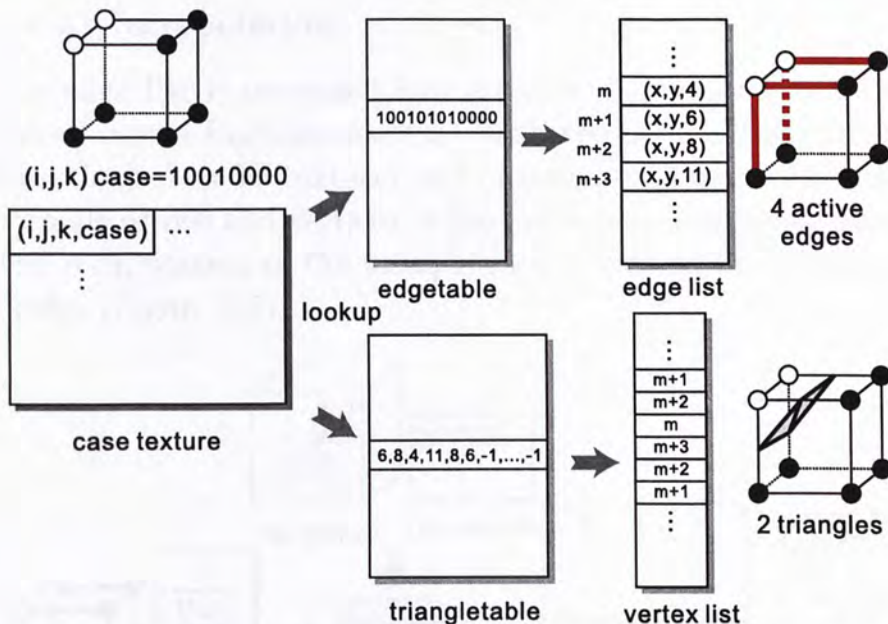 (i,j,k) case=10010000
(i,j,k,case) ...
case texture
lookup
100101010000
edgetable
m (x,y,4)
m+1 (x,y,6)
m+2 (x,y,8)
m+3 (x,y,11)
edge list
4 active
edges
6,8,4,11,8,6,-1,...,-1
triangletable
m+1
m+2
m
m+3
m+2
m+1
vertex list
2 triangles